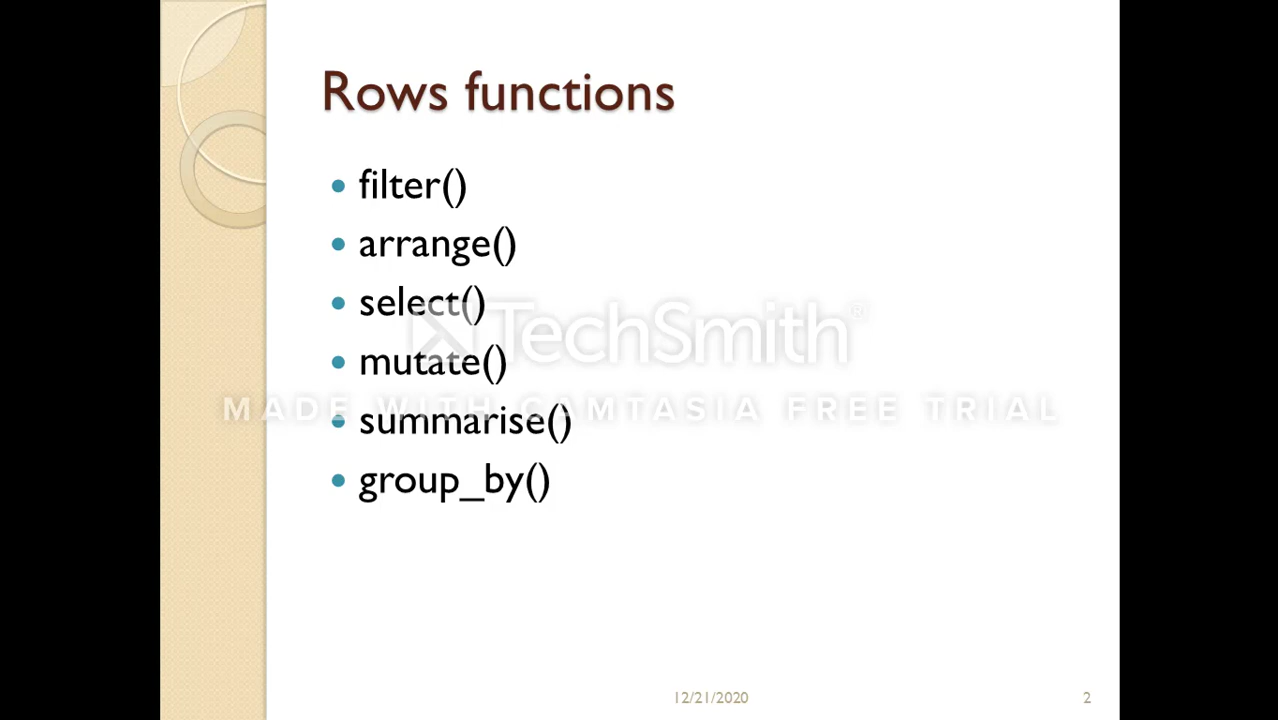 Rows functions
• filter()
• arrange()
• select()
• mutate()
• summarise()
• group_by()
TechSmith®
MADE WITH CAMTASIA FREE TRIAL
12/21/2020
2